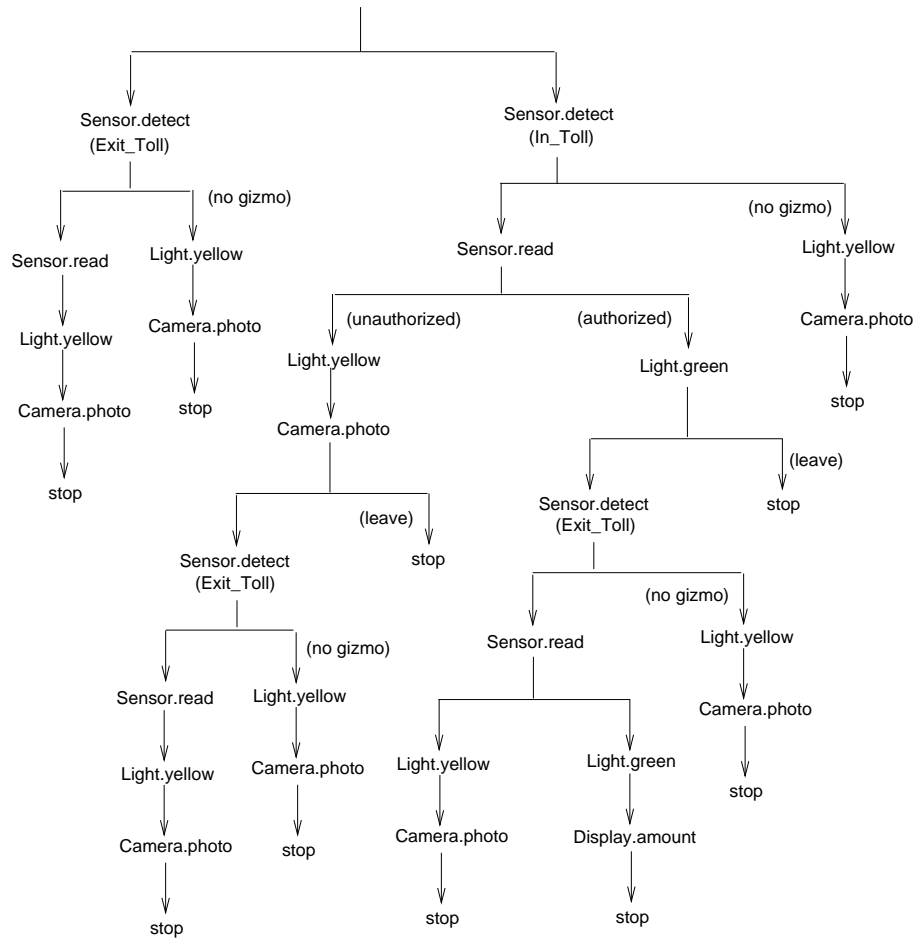 Sensor.detect
(Exit_Toll)
Sensor.detect
(In_Toll)
(no gizmo)
(no gizmo)
Sensor.read
Light.yellow
Sensor.read
Light.yellow
Light.yellow
Camera.photo
(unauthorized)
(authorized)
Camera.photo
Camera.photo
stop
Light.yellow
Light.green
stop
stop
Camera.photo
(leave)
(leave)
Sensor.detect
(Exit_Toll)
stop
Sensor.detect
(Exit_Toll)
stop
(no gizmo)
(no gizmo)
Sensor.read
Light.yellow
Sensor.read
Light.yellow
Camera.photo
Light.yellow
Camera.photo
Light.yellow
Light.green
stop
Camera.photo
stop
Camera.photo
Display.amount
stop
stop
stop